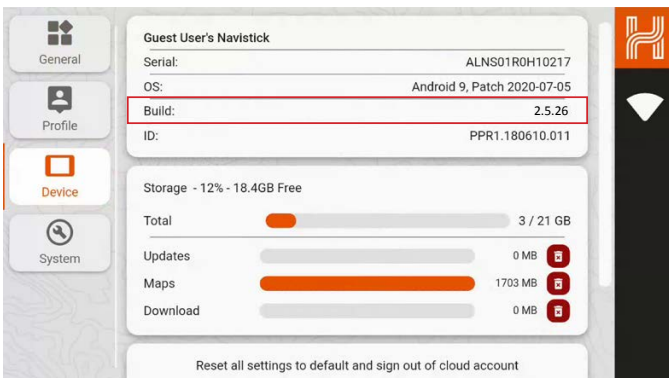 General
Profile
Device
System
Guest User's Navistick
Serial: ALNS01R0H10217
OS: Android 9, Patch 2020-07-05
Build: 2.5.26
ID: PPR1.180610.011
Storage - 12% - 18.4GB Free
Total 3 / 21 GB
Updates 0 MB
Maps 1703 MB
Download 0 MB
Reset all settings to default and sign out of cloud account